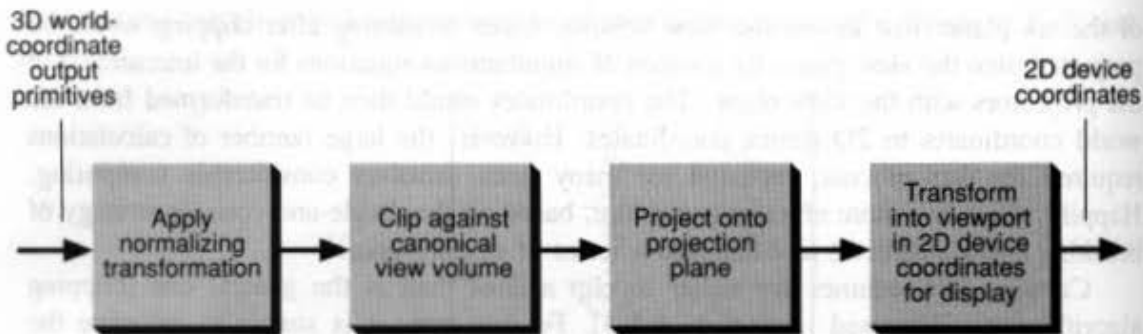 3D world-
coordinate
output
primitives
2D device
coordinates
Apply
normalizing
transformation
Clip against
canonical
view volume
Project onto
projection
plane
Transform
into viewport
in 2D device
coordinates
for display